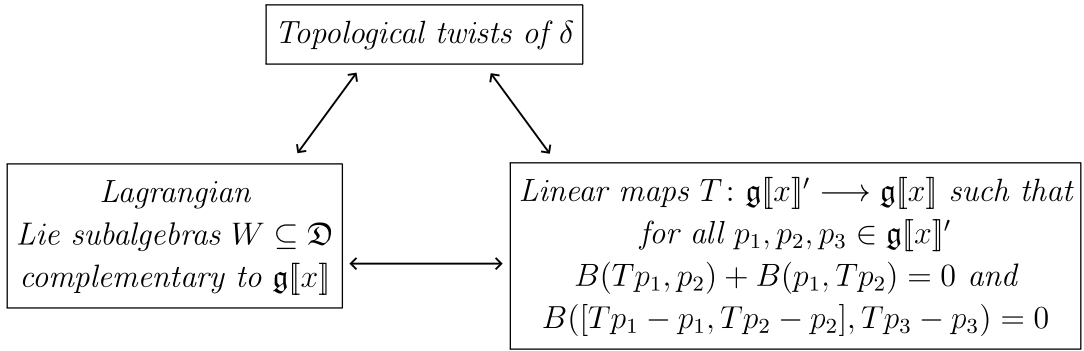 Topological twists of δ
Lagrangian
Lie subalgebras W ⊆ 𝔇
complementary to 𝔤⟦x⟧
Linear maps T : 𝔤⟦x⟧′ ⟶ 𝔤⟦x⟧ such that
for all p₁, p₂, p₃ ∈ 𝔤⟦x⟧′
B(Tp₁, p₂) + B(p₁, Tp₂) = 0 and
B([Tp₁ − p₁, Tp₂ − p₂], Tp₃ − p₃) = 0